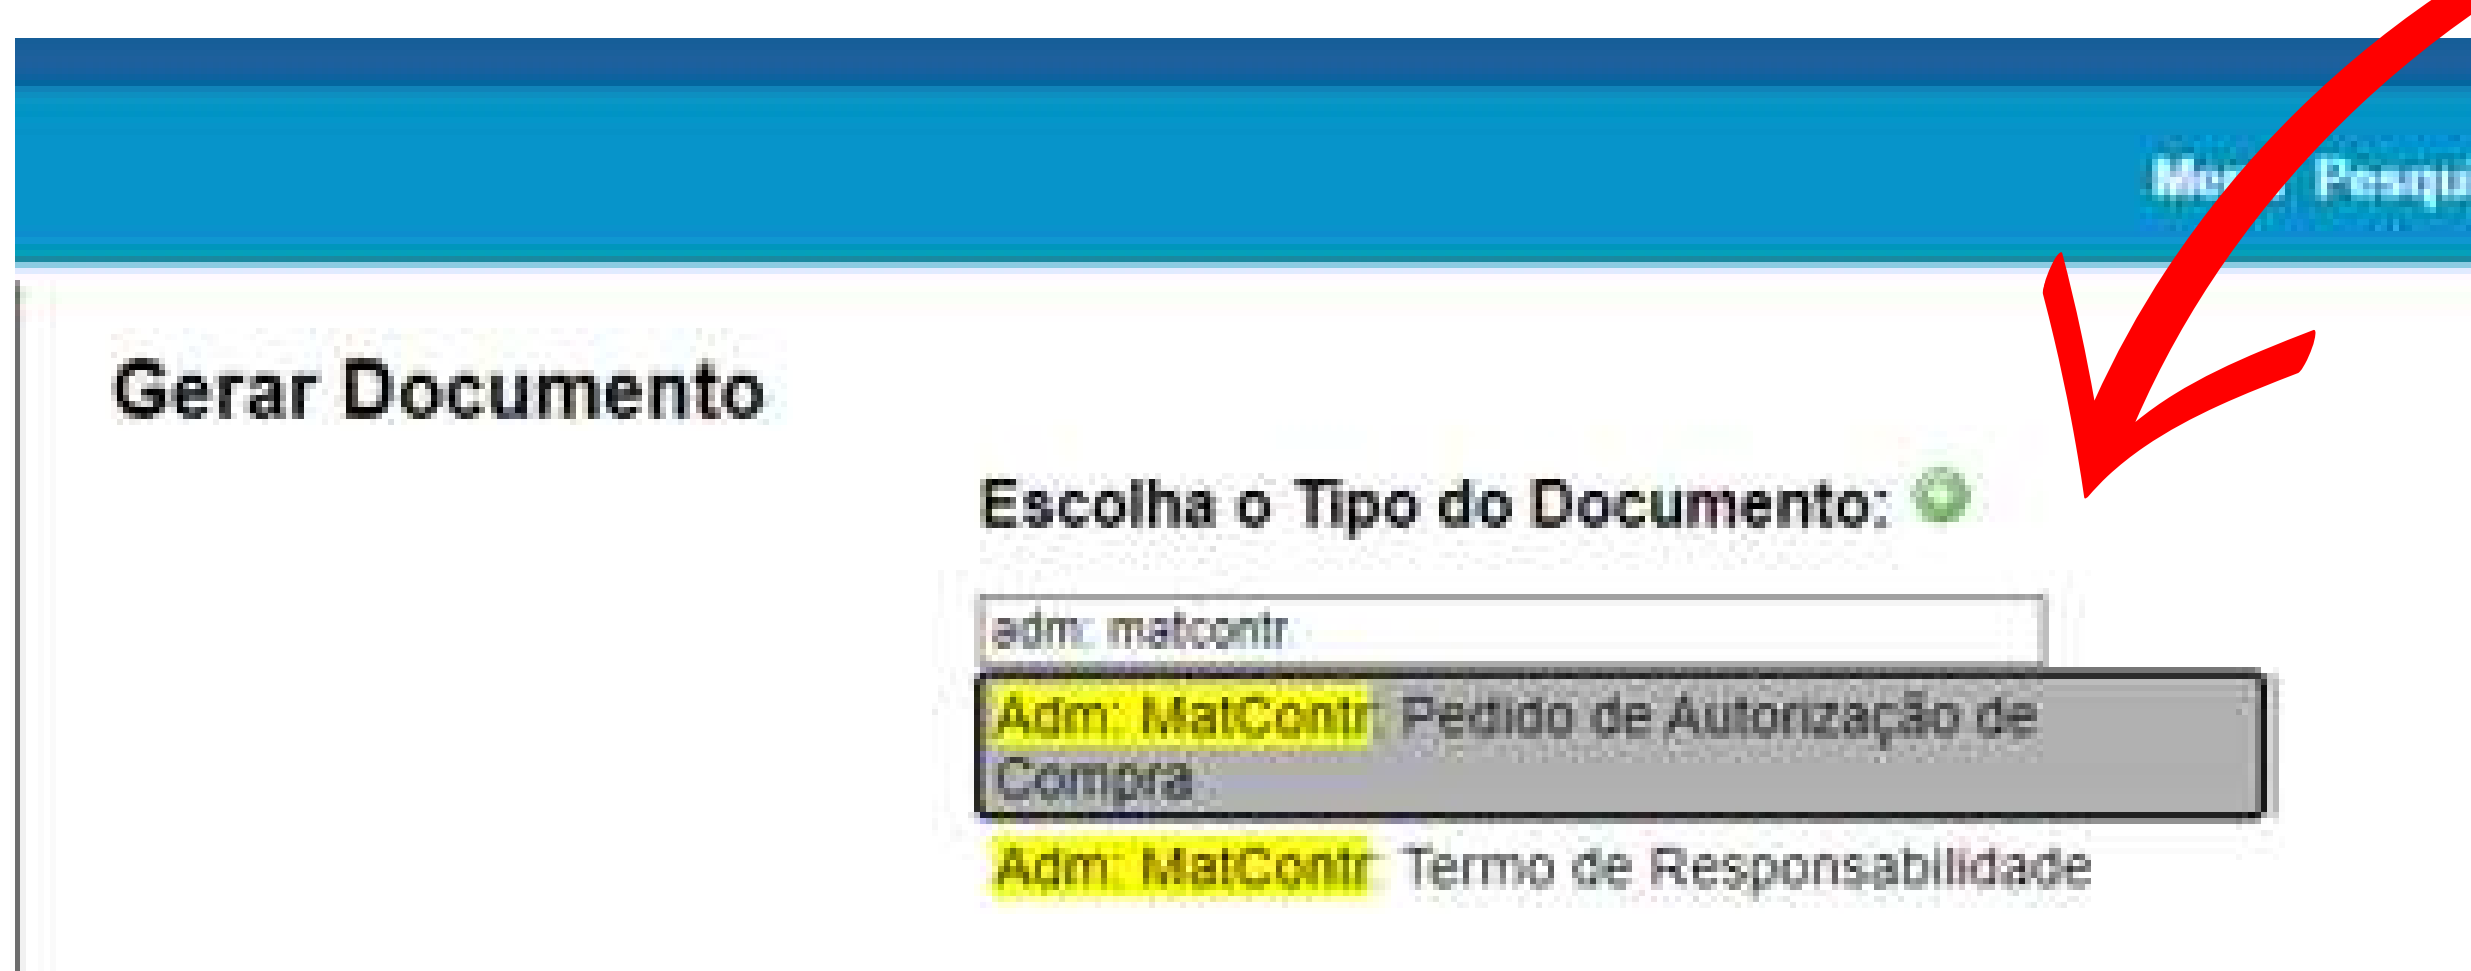 Pesqui
Gerar Documento
Escolha o Tipo do Documento:
adm: matcontr
Adm: MatContr: Pedido de Autorização de
Compra
Adm: MatContr: Termo de Responsabilidade